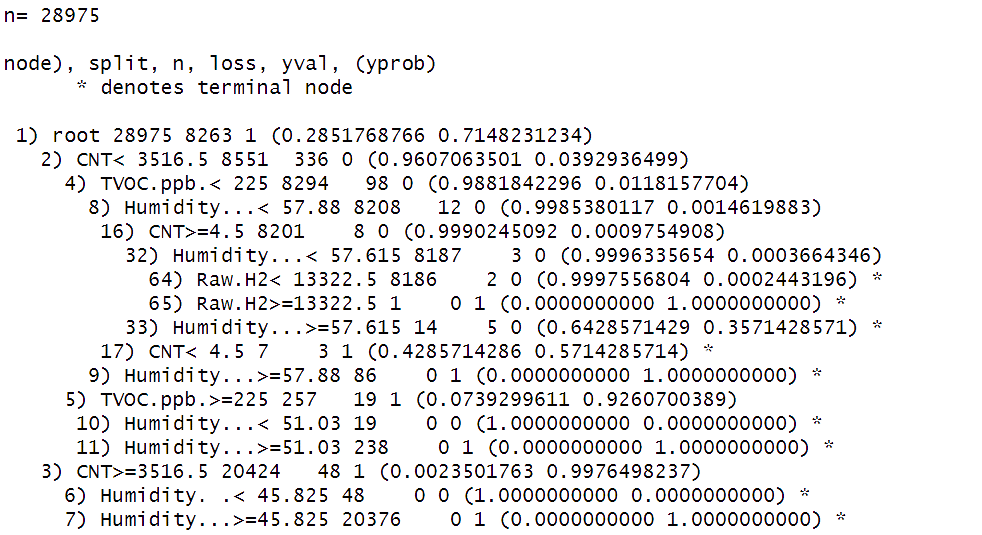 n= 28975
node), split, n, loss, yval, (yprob)
* denotes terminal node
1) root 28975 8263 1 (0.2851768766 0.7148231234)
2) CNT< 3516.5 8551 336 0 (0.9607063501 0.0392936499)
4) TVOC.ppb.< 225 8294 98 0 (0.9881842296 0.0118157704)
8) Humidity...< 57.88 8208 12 0 (0.9985380117 0.0014619883)
16) CNT>=4.5 8201 8 0 (0.9990245092 0.0009754908)
32) Humidity...< 57.615 8187 3 0 (0.9996335654 0.0003664346)
64) Raw.H2< 13322.5 8186 2 0 (0.9997556804 0.0002443196) *
65) Raw.H2>=13322.5 1 0 1 (0.0000000000 1.0000000000) *
33) Humidity...>=57.615 14 5 0 (0.6428571429 0.3571428571) *
17) CNT< 4.5 7 3 1 (0.4285714286 0.5714285714) *
9) Humidity...>=57.88 86 0 1 (0.0000000000 1.0000000000) *
5) TVOC.ppb.>=225 257 19 1 (0.0739299611 0.9260700389)
10) Humidity...< 51.03 19 0 0 (1.0000000000 0.0000000000) *
11) Humidity...>=51.03 238 0 1 (0.0000000000 1.0000000000) *
3) CNT>=3516.5 20424 48 1 (0.0023501763 0.9976498237)
6) Humidity. .< 45.825 48 0 0 (1.0000000000 0.0000000000) *
7) Humidity...>=45.825 20376 0 1 (0.0000000000 1.0000000000) *